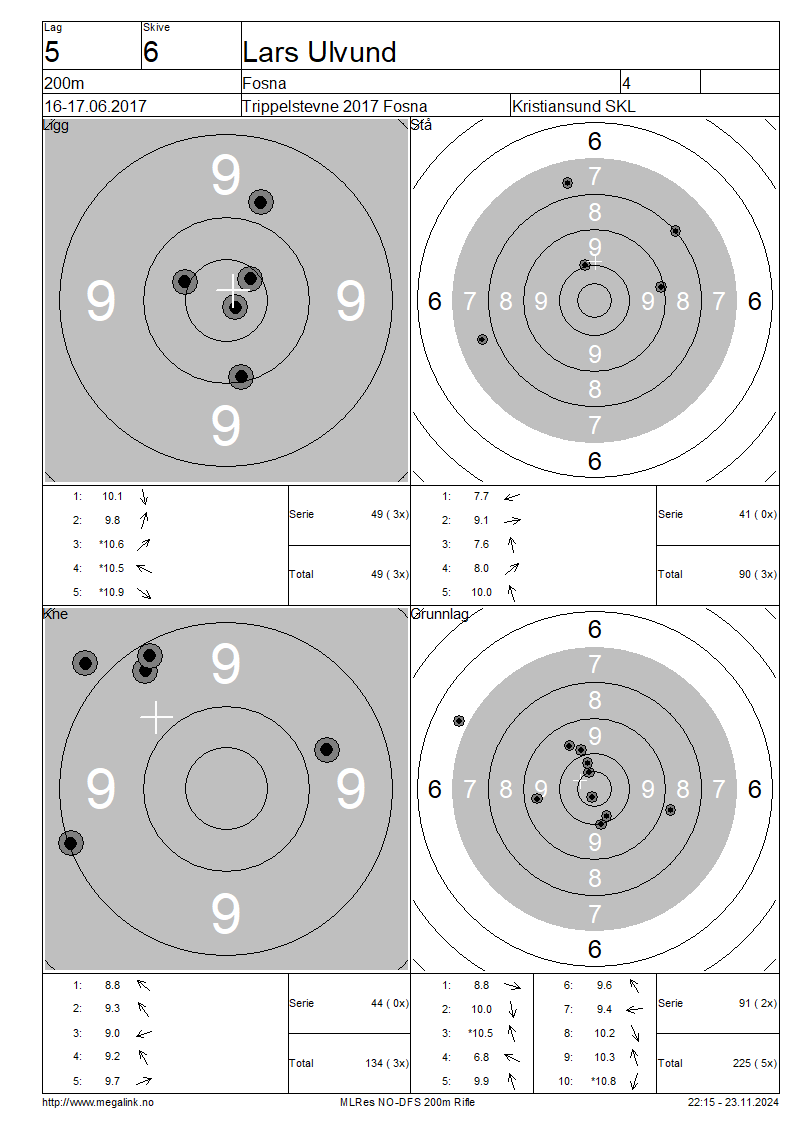 Lag
Skive
5
6
Lars Ulvund
200m
Fosna
4
16-17.06.2017
Trippelstevne 2017 Fosna
Kristiansund SKL
Ligg
9
9
9
9
Stå
6
7
8
9
6 7 8 9 9 8 7 6
9
8
7
6
1: 10.1
2: 9.8
3: *10.6
4: *10.5
5: *10.9
Serie 49 ( 3x)
Total 49 ( 3x)
1: 7.7
2: 9.1
3: 7.6
4: 8.0
5: 10.0
Serie 41 ( 0x)
Total 90 ( 3x)
Kne
9
9
9
9
Grunnlag
6
7
8
9
6 7 8 9 9 8 7 6
9
8
7
6
1: 8.8
2: 9.3
3: 9.0
4: 9.2
5: 9.7
Serie 44 ( 0x)
Total 134 ( 3x)
1: 8.8
2: 10.0
3: *10.5
4: 6.8
5: 9.9
6: 9.6
7: 9.4
8: 10.2
9: 10.3
10: *10.8
Serie 91 ( 2x)
Total 225 ( 5x)
http://www.megalink.no
MLRes NO-DFS 200m Rifle
22:15 - 23.11.2024